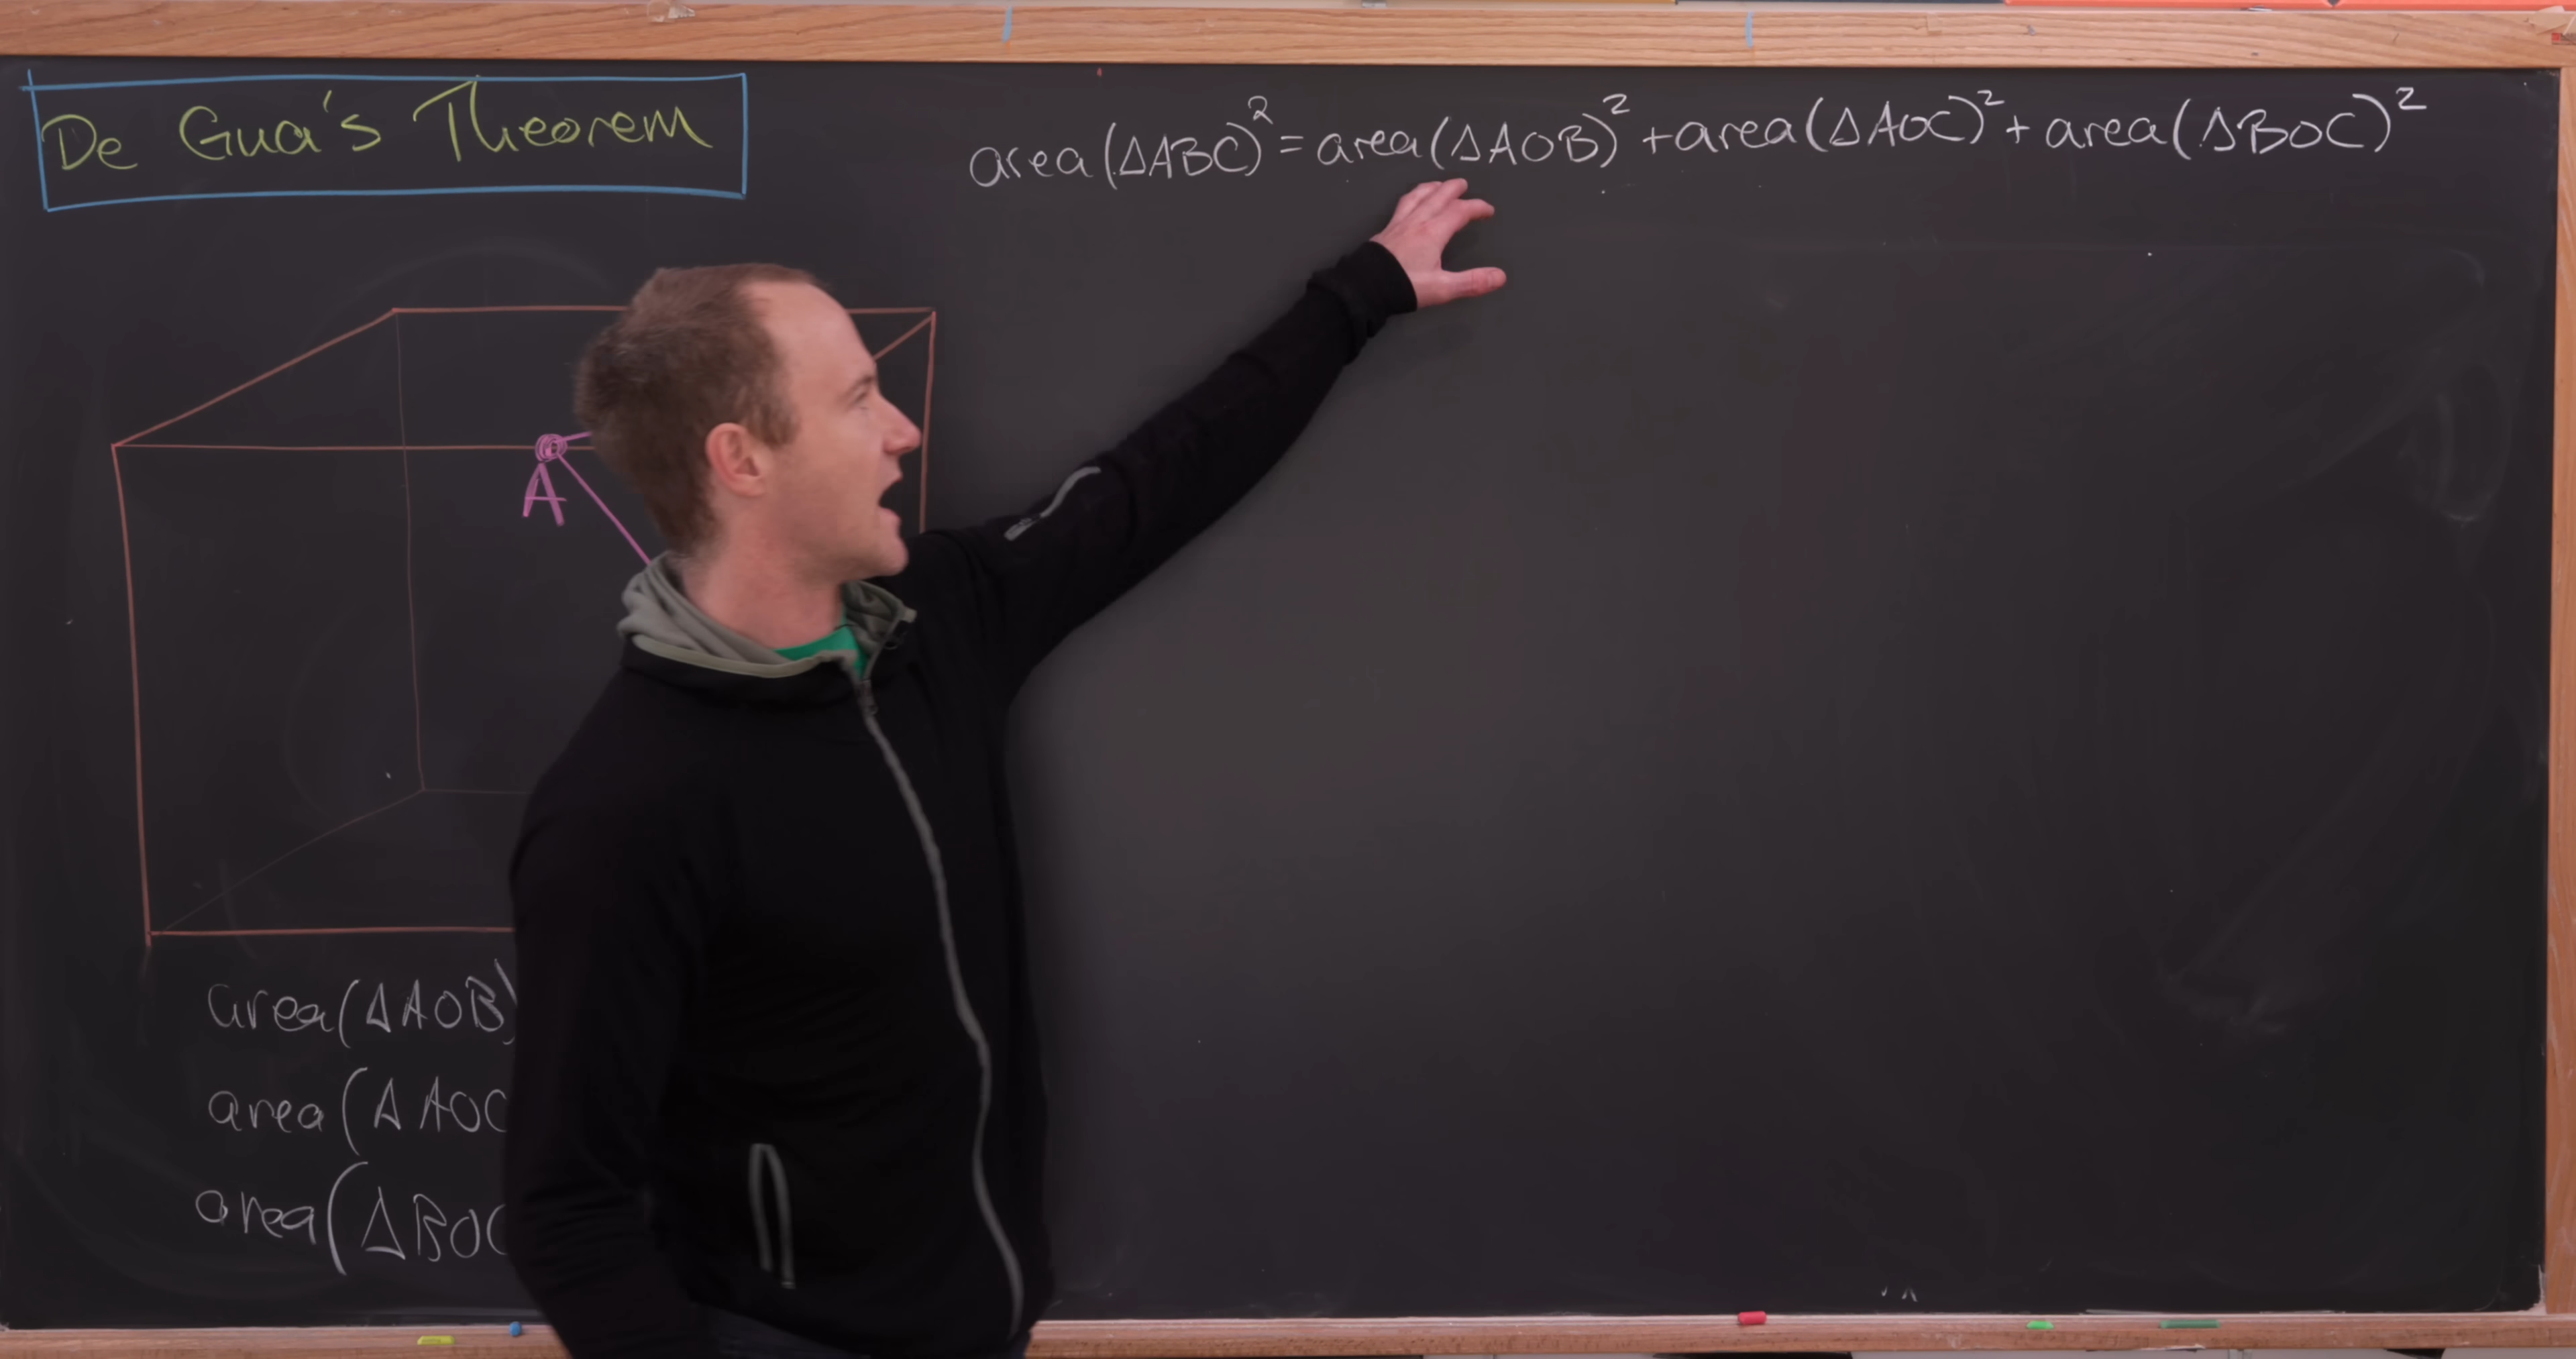 De Gua's Theorem
area(ΔABC)² = area(ΔAOB)² + area(ΔAOC)² + area(ΔBOC)²
A
area(ΔAOB)
area(ΔAOC
area(ΔBOC